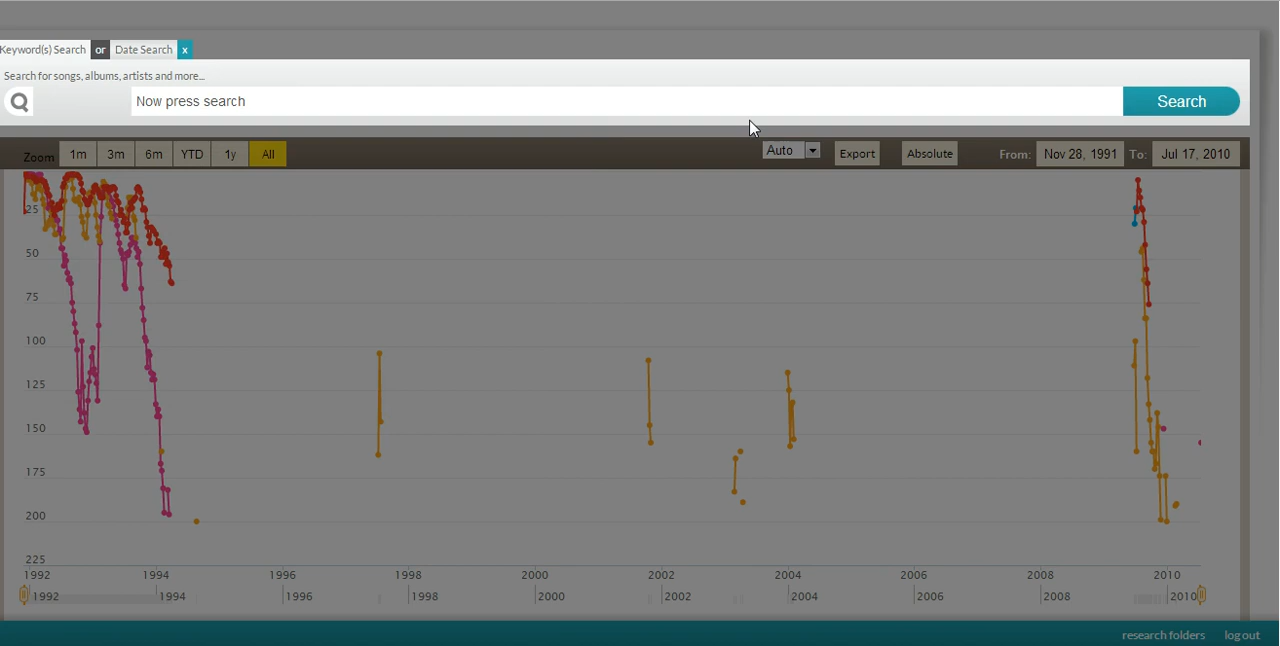 Keyword(s) Search or Date Search x
Search for songs, albums, artists and more...
Now press search Search
Zoom 1m 3m 6m YTD 1y All Auto Export Absolute From: Nov 28, 1991 To: Jul 17, 2010
25
50
75
100
125
150
175
200
225
1992 1994 1996 1998 2000 2002 2004 2006 2008 2010
1992 1994 1996 1998 2000 2002 2004 2006 2008 2010
research folders log out